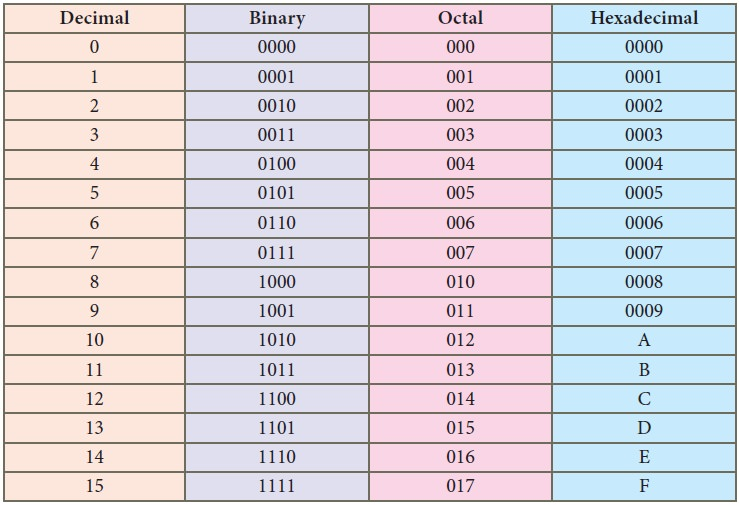 Decimal Binary Octal Hexadecimal
0 0000 000 0000
1 0001 001 0001
2 0010 002 0002
3 0011 003 0003
4 0100 004 0004
5 0101 005 0005
6 0110 006 0006
7 0111 007 0007
8 1000 010 0008
9 1001 011 0009
10 1010 012 A
11 1011 013 B
12 1100 014 C
13 1101 015 D
14 1110 016 E
15 1111 017 F